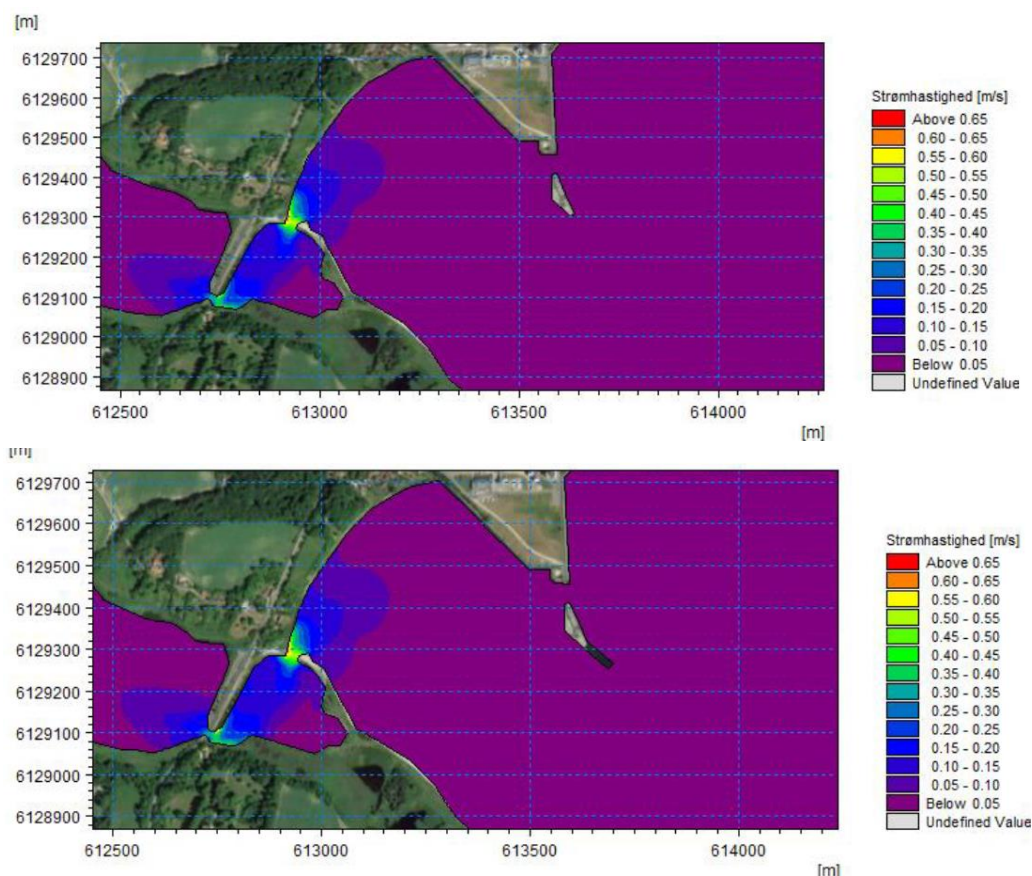 [m]
6129700
6129600
6129500
6129400
6129300
6129200
6129100
6129000
6128900
612500 613000 613500 614000
[m]
Strømhastighed [m/s]
Above 0.65
0.60 - 0.65
0.55 - 0.60
0.50 - 0.55
0.45 - 0.50
0.40 - 0.45
0.35 - 0.40
0.30 - 0.35
0.25 - 0.30
0.20 - 0.25
0.15 - 0.20
0.10 - 0.15
0.05 - 0.10
Below 0.05
Undefined Value
[m]
6129700
6129600
6129500
6129400
6129300
6129200
6129100
6129000
6128900
612500 613000 613500 614000
[m]
Strømhastighed [m/s]
Above 0.65
0.60 - 0.65
0.55 - 0.60
0.50 - 0.55
0.45 - 0.50
0.40 - 0.45
0.35 - 0.40
0.30 - 0.35
0.25 - 0.30
0.20 - 0.25
0.15 - 0.20
0.10 - 0.15
0.05 - 0.10
Below 0.05
Undefined Value